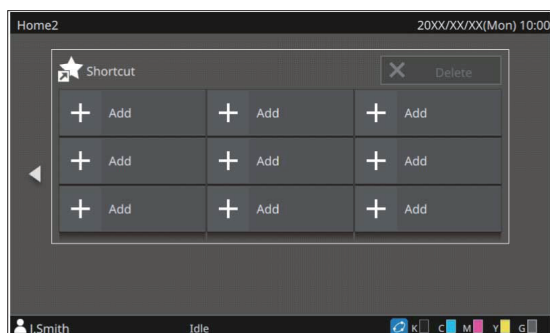 Home2 20XX/XX/XX(Mon) 10:00
Shortcut Delete
Add Add Add
Add Add Add
Add Add Add
J.Smith Idle K C M Y G